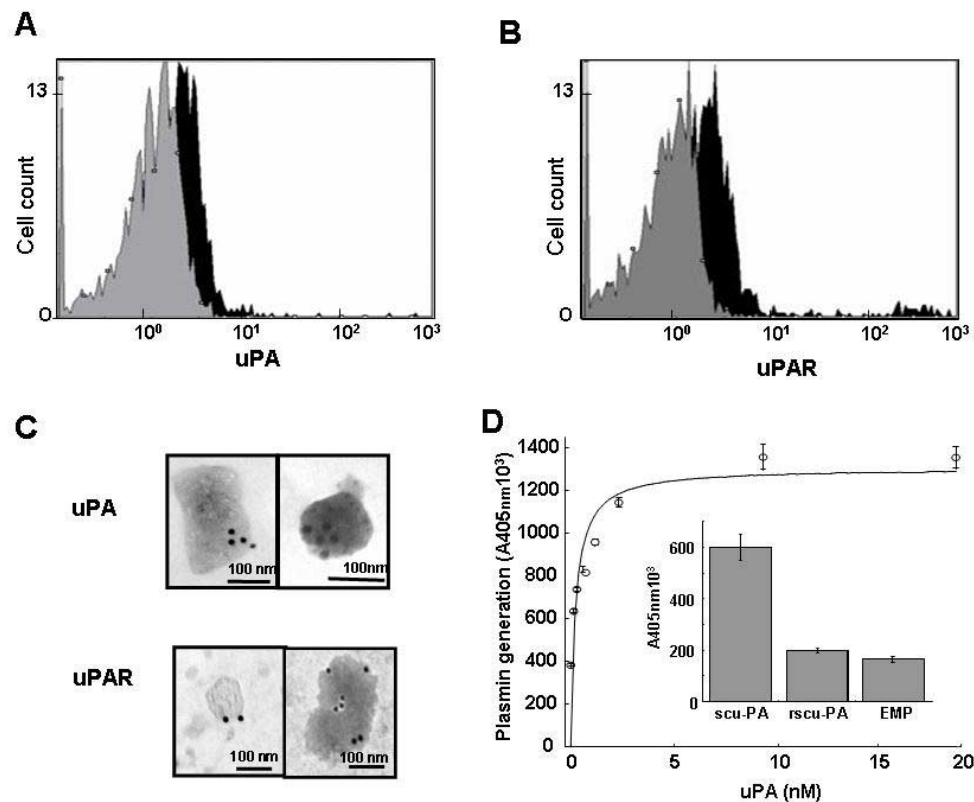 A
Cell count
13
0
10⁰ 10¹ 10² 10³
uPA
B
Cell count
13
0
10⁰ 10¹ 10² 10³
uPAR
C
uPA
100 nm
100nm
uPAR
100 nm
100 nm
D
Plasmin generation (A405nm10³)
1400
1200
1000
800
600
400
200
0
0 5 10 15 20
uPA (nM)
A405nm10³
600
400
200
0
scu-PA rscu-PA EMP